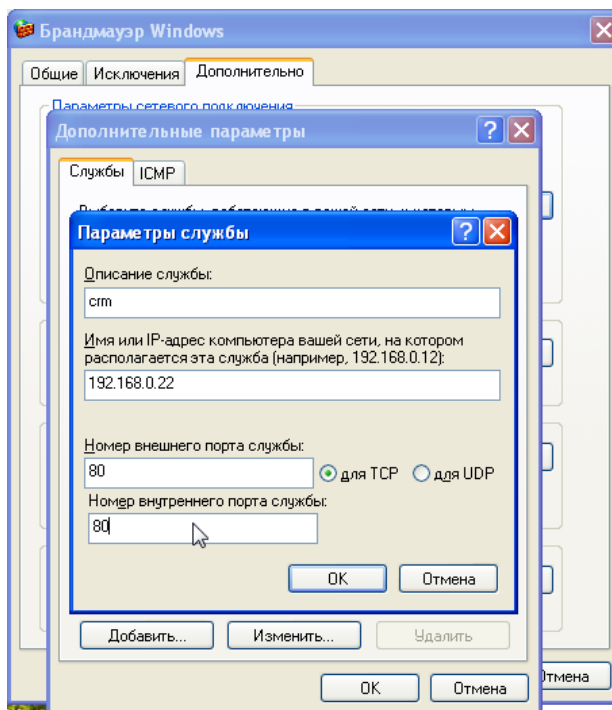 Брандмауэр Windows
Общие Исключения Дополнительно
Параметры сетевого подключения
Дополнительные параметры
Службы ICMP
Параметры службы
Описание службы:
crm
Имя или IP-адрес компьютера вашей сети, на котором
располагается эта служба (например, 192.168.0.12):
192.168.0.22
Номер внешнего порта службы:
80 для TCP для UDP
Номер внутреннего порта службы:
80
OK Отмена
Добавить... Изменить... Удалить
Отмена
OK Отмена